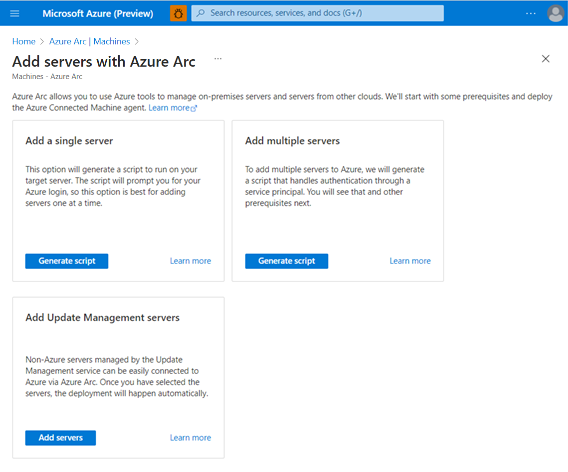 Microsoft Azure (Preview)
Search resources, services, and docs (G+/)
Home > Azure Arc | Machines >
Add servers with Azure Arc ...
Machines - Azure Arc
Azure Arc allows you to use Azure tools to manage on-premises servers and servers from other clouds. We'll start with some prerequisites and deploy
the Azure Connected Machine agent. Learn more
Add a single server
This option will generate a script to run on your
target server. The script will prompt you for your
Azure login, so this option is best for adding
servers one at a time.
Generate script
Learn more
Add multiple servers
To add multiple servers to Azure, we will generate
a script that handles authentication through a
service principal. You will see that and other
prerequisites next.
Generate script
Learn more
Add Update Management servers
Non-Azure servers managed by the Update
Management service can be easily connected to
Azure via Azure Arc. Once you have selected the
servers, the deployment will happen automatically.
Add servers
Learn more